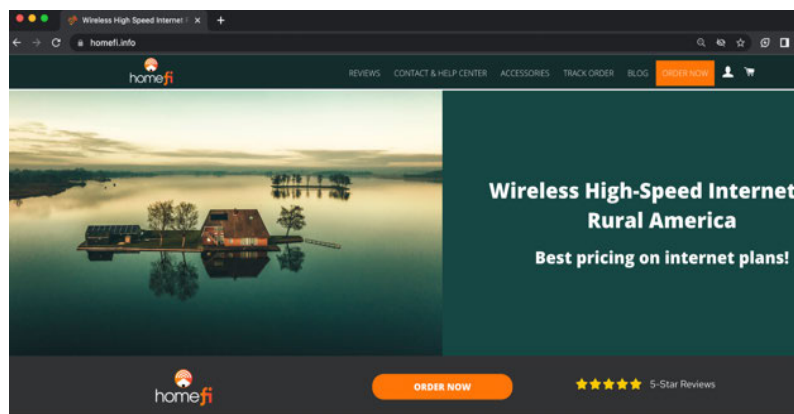 Wireless High Speed Internet F
homefi.info
homefi
REVIEWS CONTACT & HELP CENTER ACCESSORIES TRACK ORDER BLOG ORDER NOW
Wireless High-Speed Internet
Rural America
Best pricing on internet plans!
homefi
ORDER NOW
5-Star Reviews